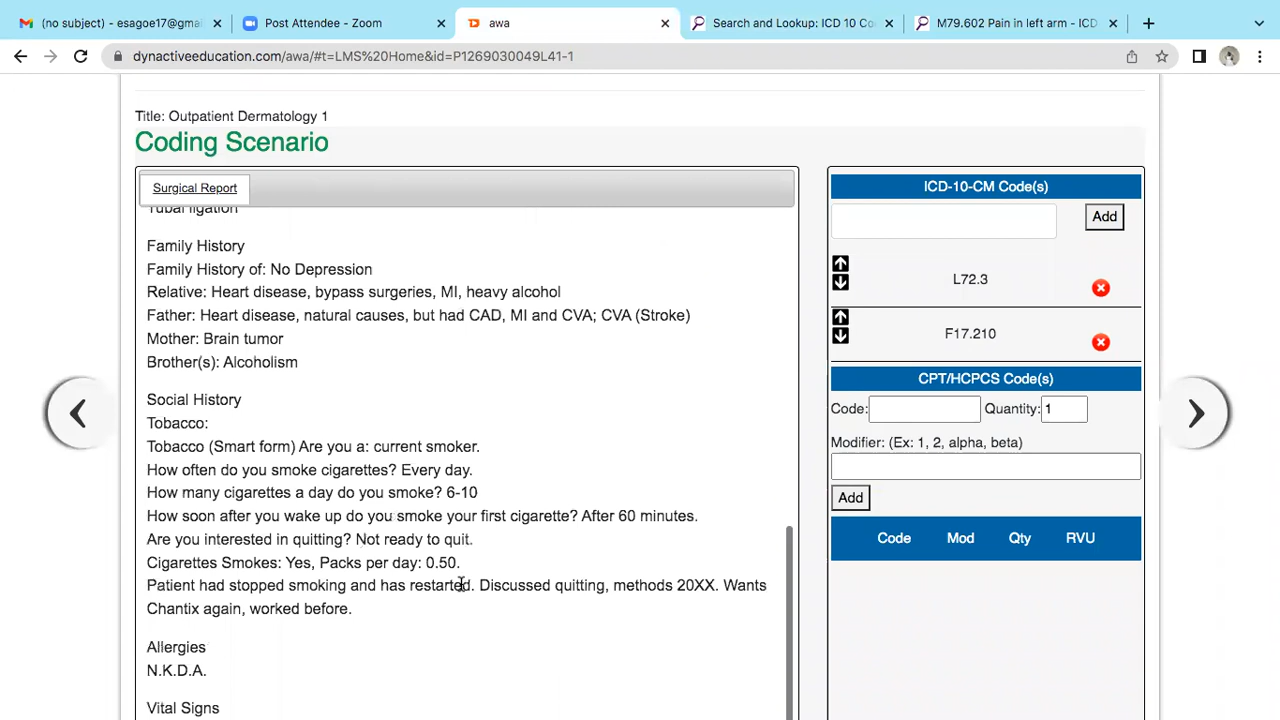 (no subject) - esagoe17@gmai
Post Attendee - Zoom
awa
Search and Lookup: ICD 10 Co
M79.602 Pain in left arm - ICD
dynactiveeducation.com/awa/#t=LMS%20Home&id=P1269030049L41-1
Title: Outpatient Dermatology 1
Coding Scenario
Surgical Report
Tubal ligation
Family History
Family History of: No Depression
Relative: Heart disease, bypass surgeries, MI, heavy alcohol
Father: Heart disease, natural causes, but had CAD, MI and CVA; CVA (Stroke)
Mother: Brain tumor
Brother(s): Alcoholism
Social History
Tobacco:
Tobacco (Smart form) Are you a: current smoker.
How often do you smoke cigarettes? Every day.
How many cigarettes a day do you smoke? 6-10
How soon after you wake up do you smoke your first cigarette? After 60 minutes.
Are you interested in quitting? Not ready to quit.
Cigarettes Smokes: Yes, Packs per day: 0.50.
Patient had stopped smoking and has restarted. Discussed quitting, methods 20XX. Wants
Chantix again, worked before.
Allergies
N.K.D.A.
Vital Signs
ICD-10-CM Code(s)
Add
L72.3
F17.210
CPT/HCPCS Code(s)
Code: Quantity: 1
Modifier: (Ex: 1, 2, alpha, beta)
Add
Code Mod Qty RVU